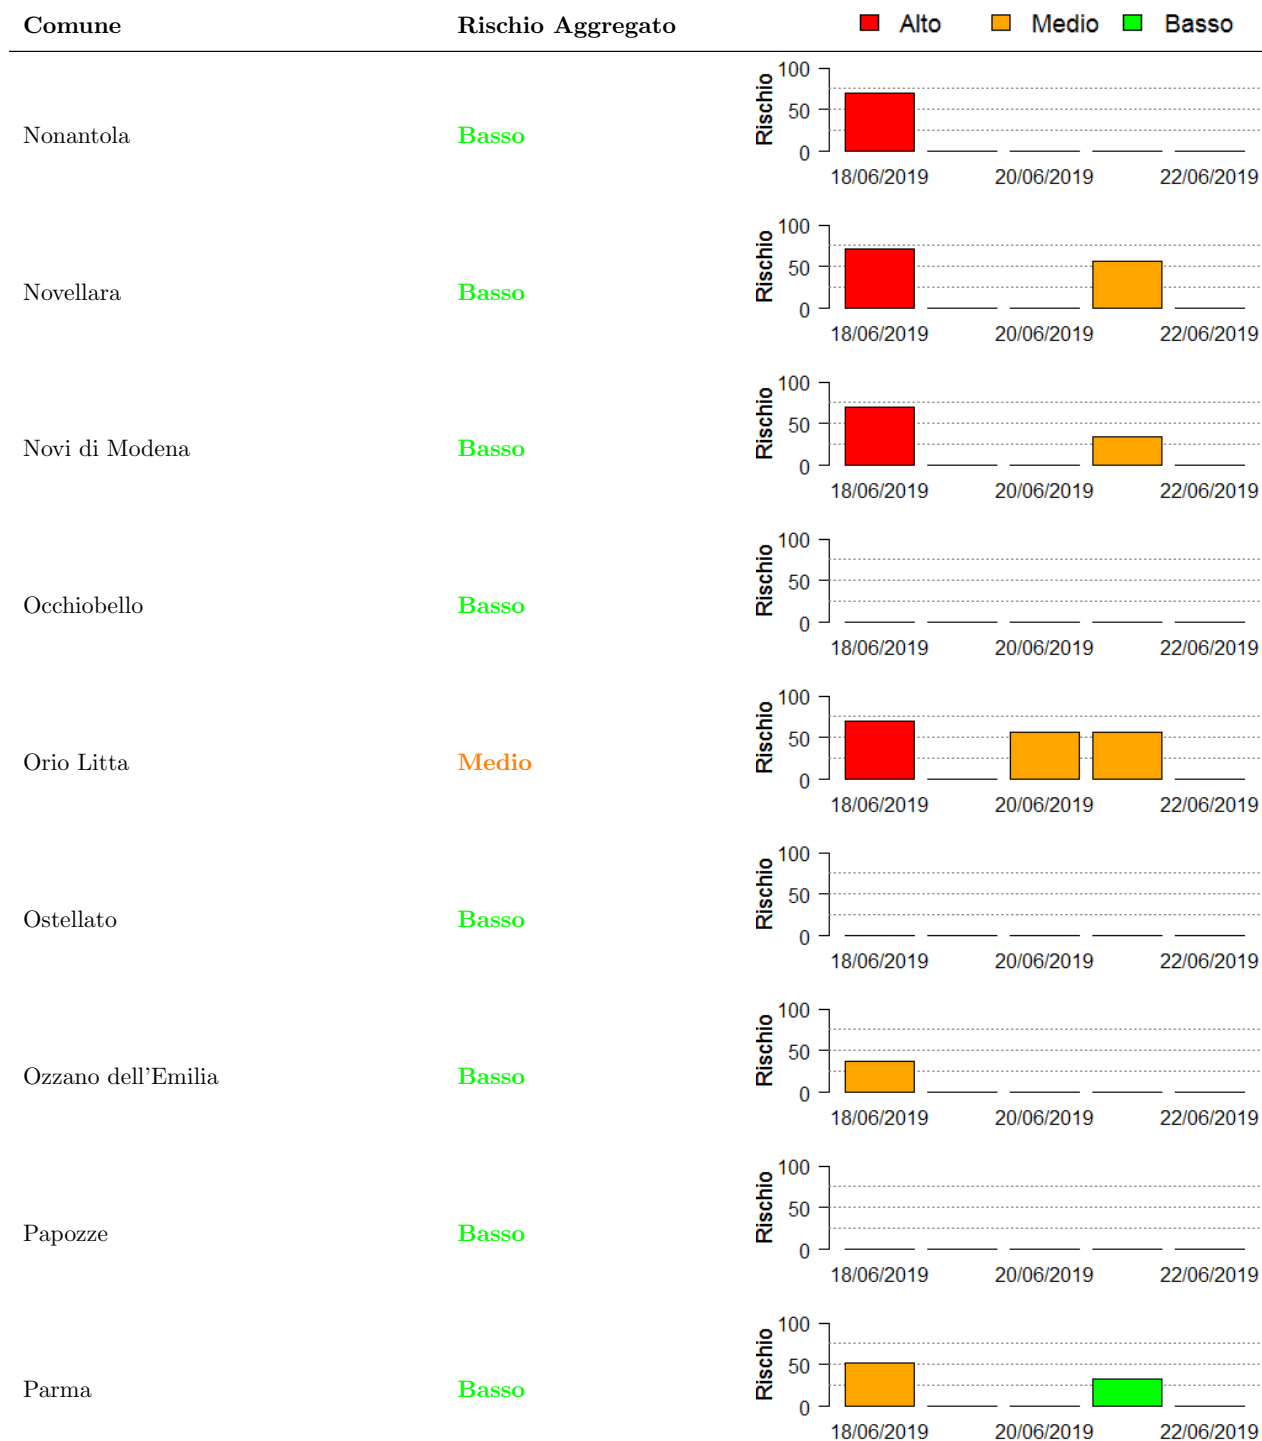 Comune Rischio Aggregato Alto Medio Basso
100
Rischio
50
Nonantola Basso
0
18/06/2019 20/06/2019 22/06/2019
100
Rischio
50
Novellara Basso
0
18/06/2019 20/06/2019 22/06/2019
100
Rischio
50
Novi di Modena Basso
0
18/06/2019 20/06/2019 22/06/2019
100
Rischio
50
Occhiobello Basso
0
18/06/2019 20/06/2019 22/06/2019
100
Rischio
50
Orio Litta Medio
0
18/06/2019 20/06/2019 22/06/2019
100
Rischio
50
Ostellato Basso
0
18/06/2019 20/06/2019 22/06/2019
100
Rischio
50
Ozzano dell'Emilia Basso
0
18/06/2019 20/06/2019 22/06/2019
100
Rischio
50
Papozze Basso
0
18/06/2019 20/06/2019 22/06/2019
100
Rischio
50
Parma Basso
0
18/06/2019 20/06/2019 22/06/2019